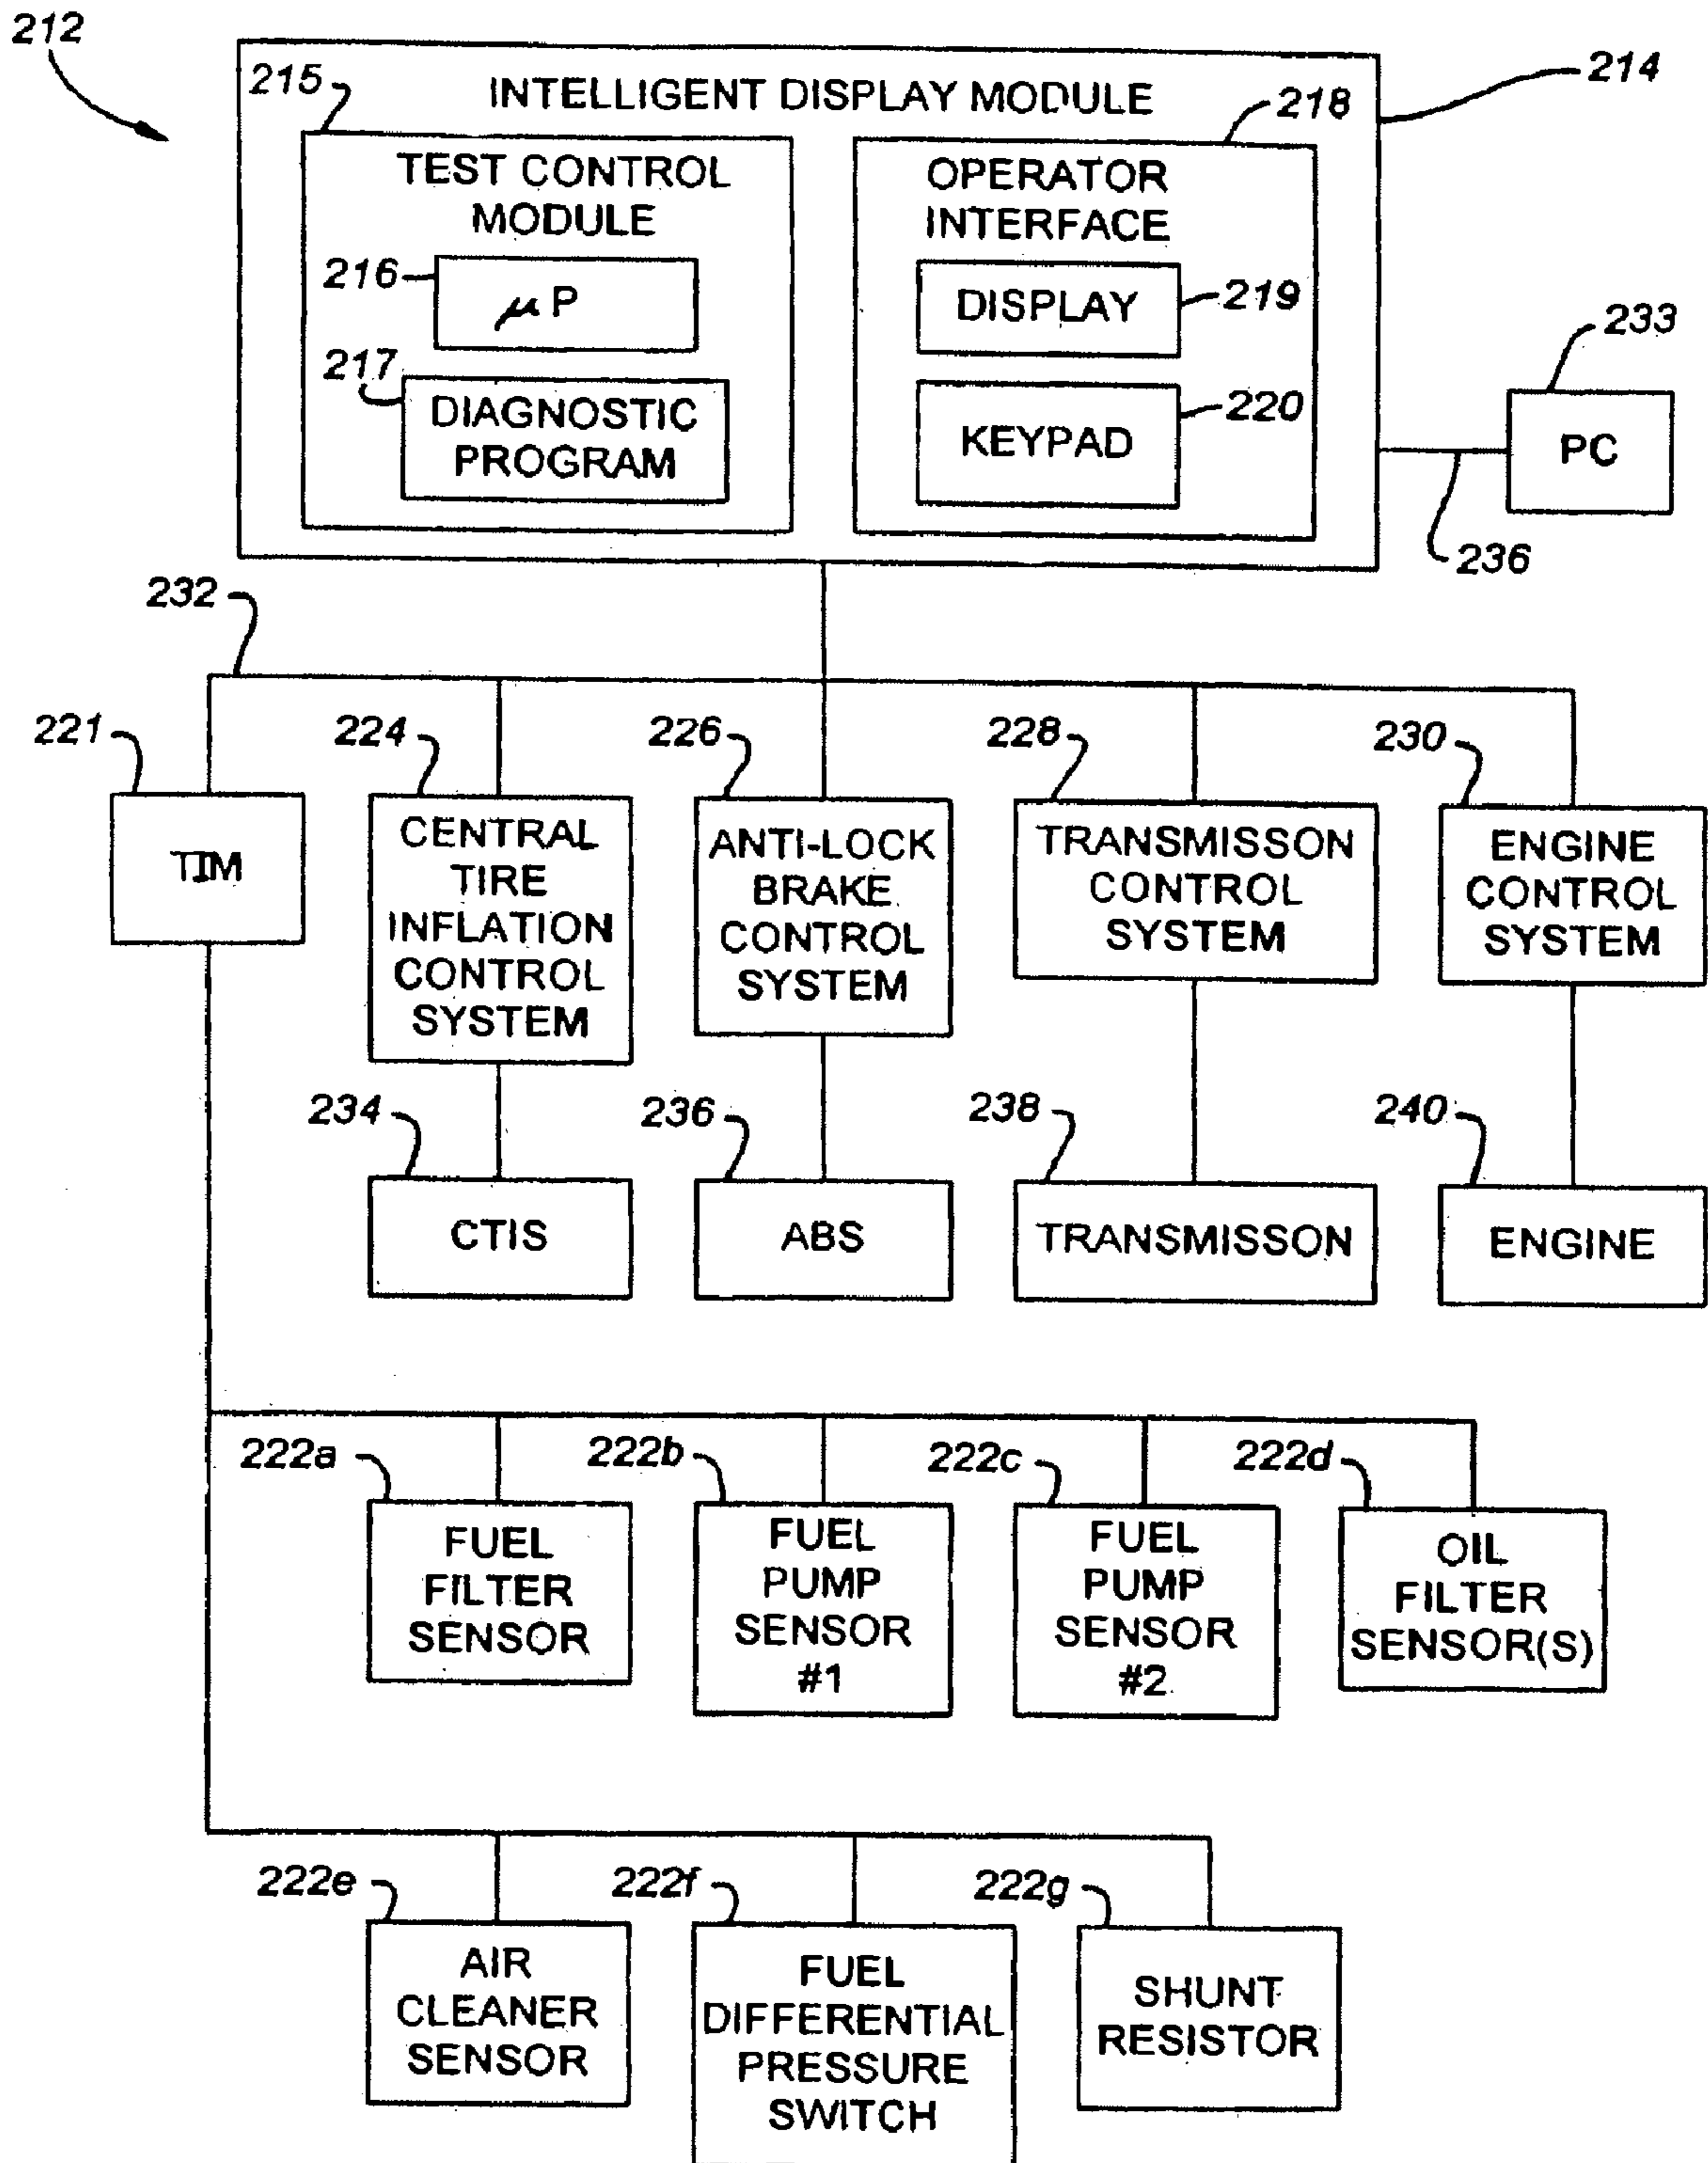 212
214
215
INTELLIGENT DISPLAY MODULE
218
TEST CONTROL
MODULE
216
μP
217
DIAGNOSTIC
PROGRAM
OPERATOR
INTERFACE
DISPLAY
219
KEYPAD
220
233
PC
236
232
221
TIM
224
CENTRAL
TIRE
INFLATION
CONTROL
SYSTEM
226
ANTI-LOCK
BRAKE
CONTROL
SYSTEM
228
TRANSMISSON
CONTROL
SYSTEM
230
ENGINE
CONTROL
SYSTEM
234
CTIS
236
ABS
238
TRANSMISSON
240
ENGINE
222a
FUEL
FILTER
SENSOR
222b
FUEL
PUMP
SENSOR
#1
222c
FUEL
PUMP
SENSOR
#2
222d
OIL
FILTER
SENSOR(S)
222e
AIR
CLEANER
SENSOR
222f
FUEL
DIFFERENTIAL
PRESSURE
SWITCH
222g
SHUNT
RESISTOR